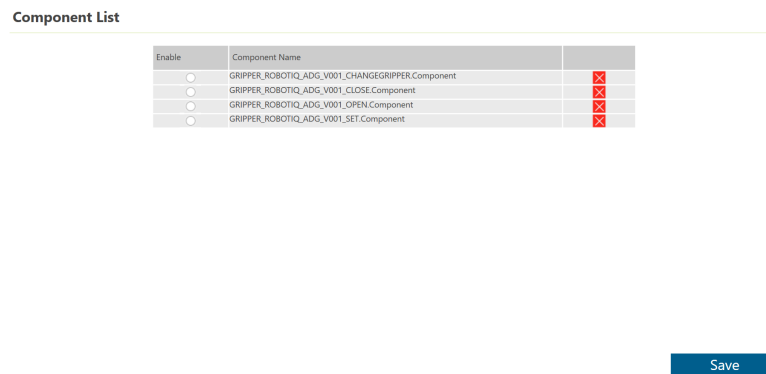 Component List
Enable Component Name
GRIPPER_ROBOTIQ_ADG_V001_CHANGEGRIPPER.Component
GRIPPER_ROBOTIQ_ADG_V001_CLOSE.Component
GRIPPER_ROBOTIQ_ADG_V001_OPEN.Component
GRIPPER_ROBOTIQ_ADG_V001_SET.Component
Save